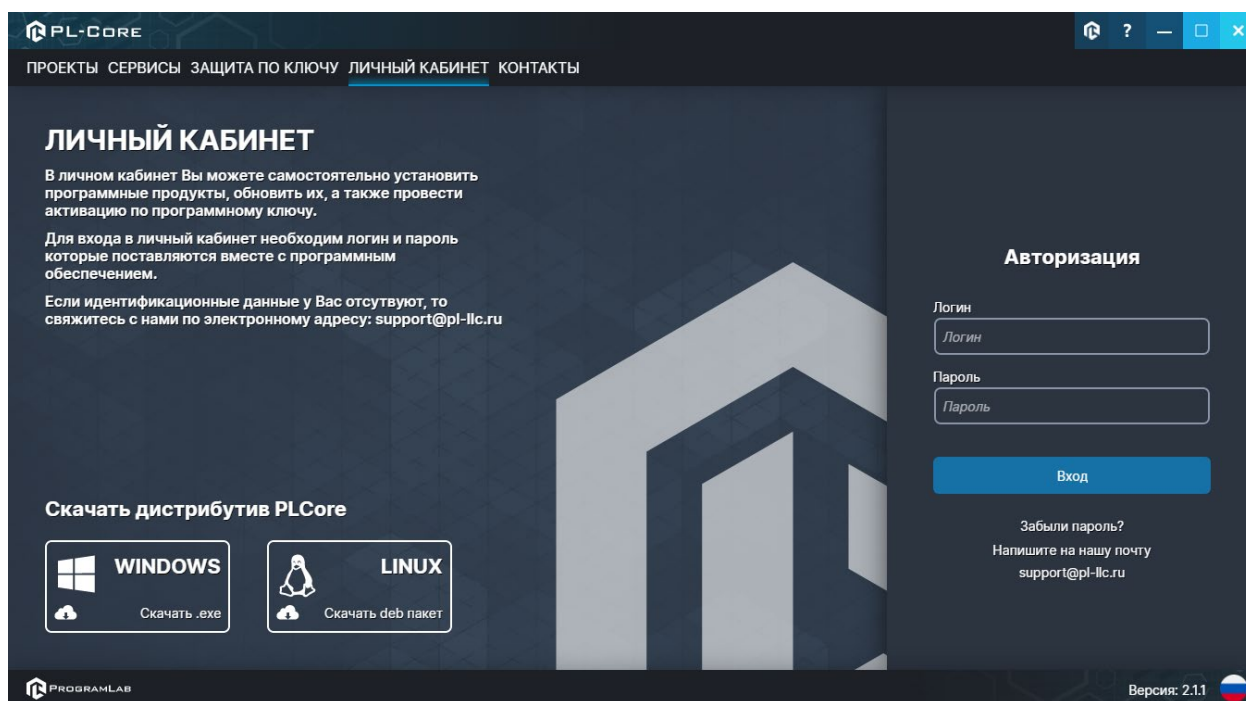 PL-CORE
?
ПРОЕКТЫ СЕРВИСЫ ЗАЩИТА ПО КЛЮЧУ ЛИЧНЫЙ КАБИНЕТ КОНТАКТЫ
ЛИЧНЫЙ КАБИНЕТ
В личном кабинет Вы можете самостоятельно установить
программные продукты, обновить их, а также провести
активацию по программному ключу.
Для входа в личный кабинет необходим логин и пароль
которые поставляются вместе с программным
обеспечением.
Если идентификационные данные у Вас отсутвуют, то
свяжитесь с нами по электронному адресу: support@pl-llc.ru
Скачать дистрибутив PLCore
WINDOWS
Скачать .exe
LINUX
Скачать deb пакет
Авторизация
Логин
Логин
Пароль
Пароль
Вход
Забыли пароль?
Напишите на нашу почту
support@pl-llc.ru
PROGRAMLAB
Версия: 2.1.1